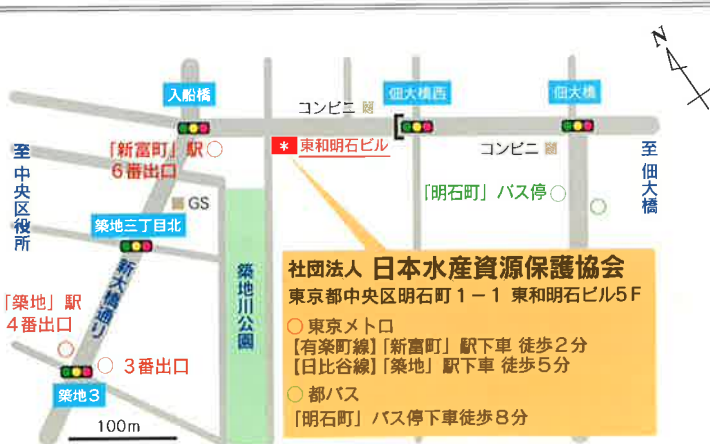 N
入船橋
コンビニ
佃大橋西
佃大橋
「新富町」駅
6番出口
* 東和明石ビル
コンビニ
至 中央区役所
至 佃大橋
GS
「明石町」バス停
築地三丁目北
新大橋通り
築地川公園
「築地」駅
4番出口
3番出口
築地3
100m
社団法人 日本水産資源保護協会
東京都中央区明石町1-1 東和明石ビル5F
○東京メトロ
【有楽町線】「新富町」駅下車 徒歩2分
【日比谷線】「築地」駅下車 徒歩5分
○都バス
「明石町」バス停下車徒歩8分